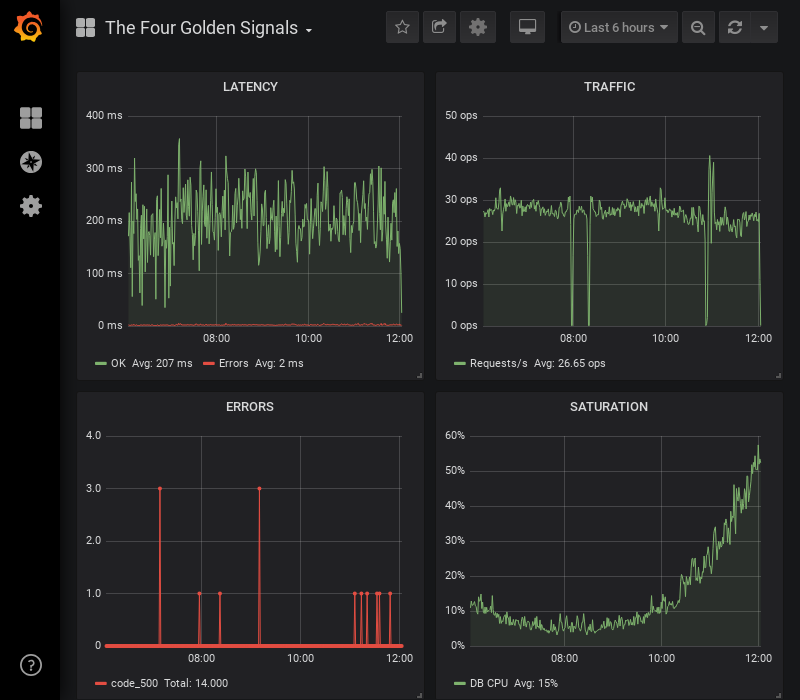 The Four Golden Signals
Last 6 hours
LATENCY
400 ms
300 ms
200 ms
100 ms
0 ms
08:00 10:00 12:00
OK Avg: 207 ms Errors Avg: 2 ms
TRAFFIC
50 ops
40 ops
30 ops
20 ops
10 ops
0 ops
08:00 10:00 12:00
Requests/s Avg: 26.65 ops
ERRORS
4.0
3.0
2.0
1.0
0
08:00 10:00 12:00
code_500 Total: 14.000
SATURATION
60%
50%
40%
30%
20%
10%
0%
08:00 10:00 12:00
DB CPU Avg: 15%
?